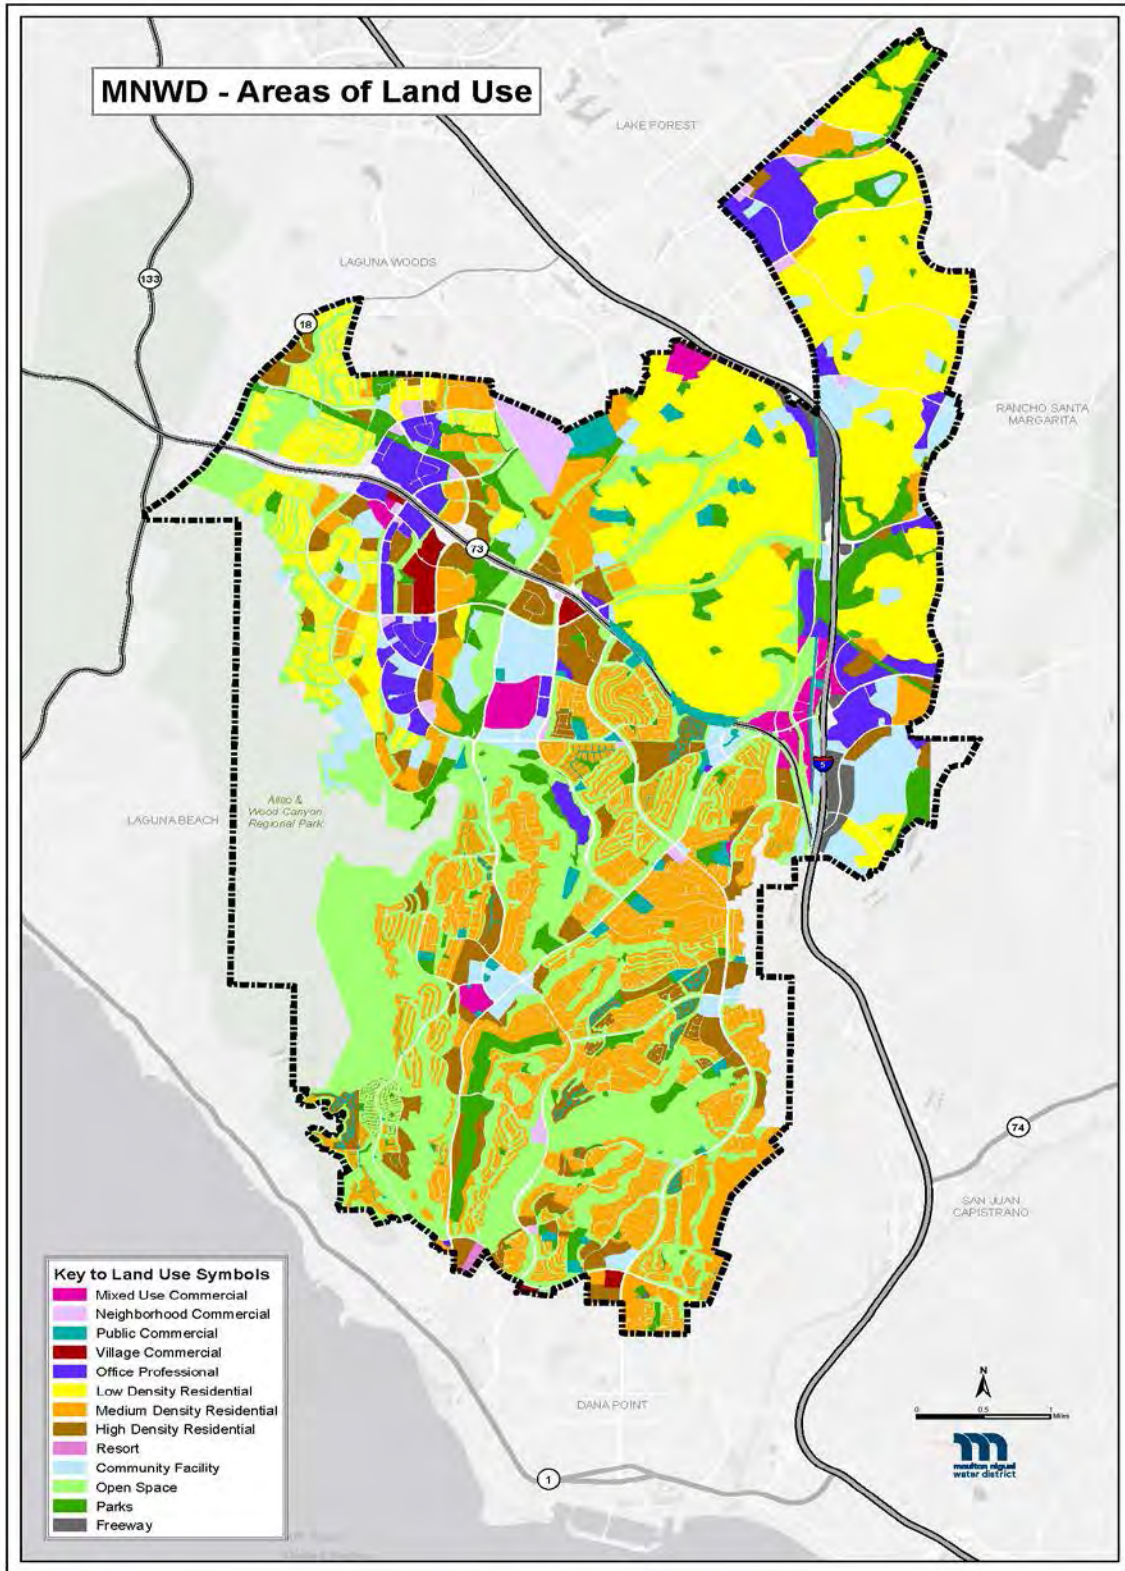 MNWD - Areas of Land Use
LAKE FOREST
LAGUNA WOODS
133
18
RANCHO SANTA
MARGARITA
73
5
Aliso &
Wood Canyon
Regional Park
LAGUNA BEACH
74
SAN JUAN
CAPISTRANO
Key to Land Use Symbols
Mixed Use Commercial
Neighborhood Commercial
Public Commercial
Village Commercial
Office Professional
Low Density Residential
Medium Density Residential
High Density Residential
Resort
Community Facility
Open Space
Parks
Freeway
DANA POINT
1
N
0 0.5 1
Miles
moulton niguel
water district